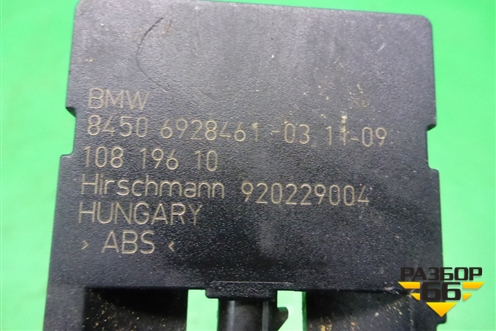 BMW
8450 6928461-03 11-09
108 196 10
Hirschmann 920229004
HUNGARY
> ABS <
РАЗБОР
66